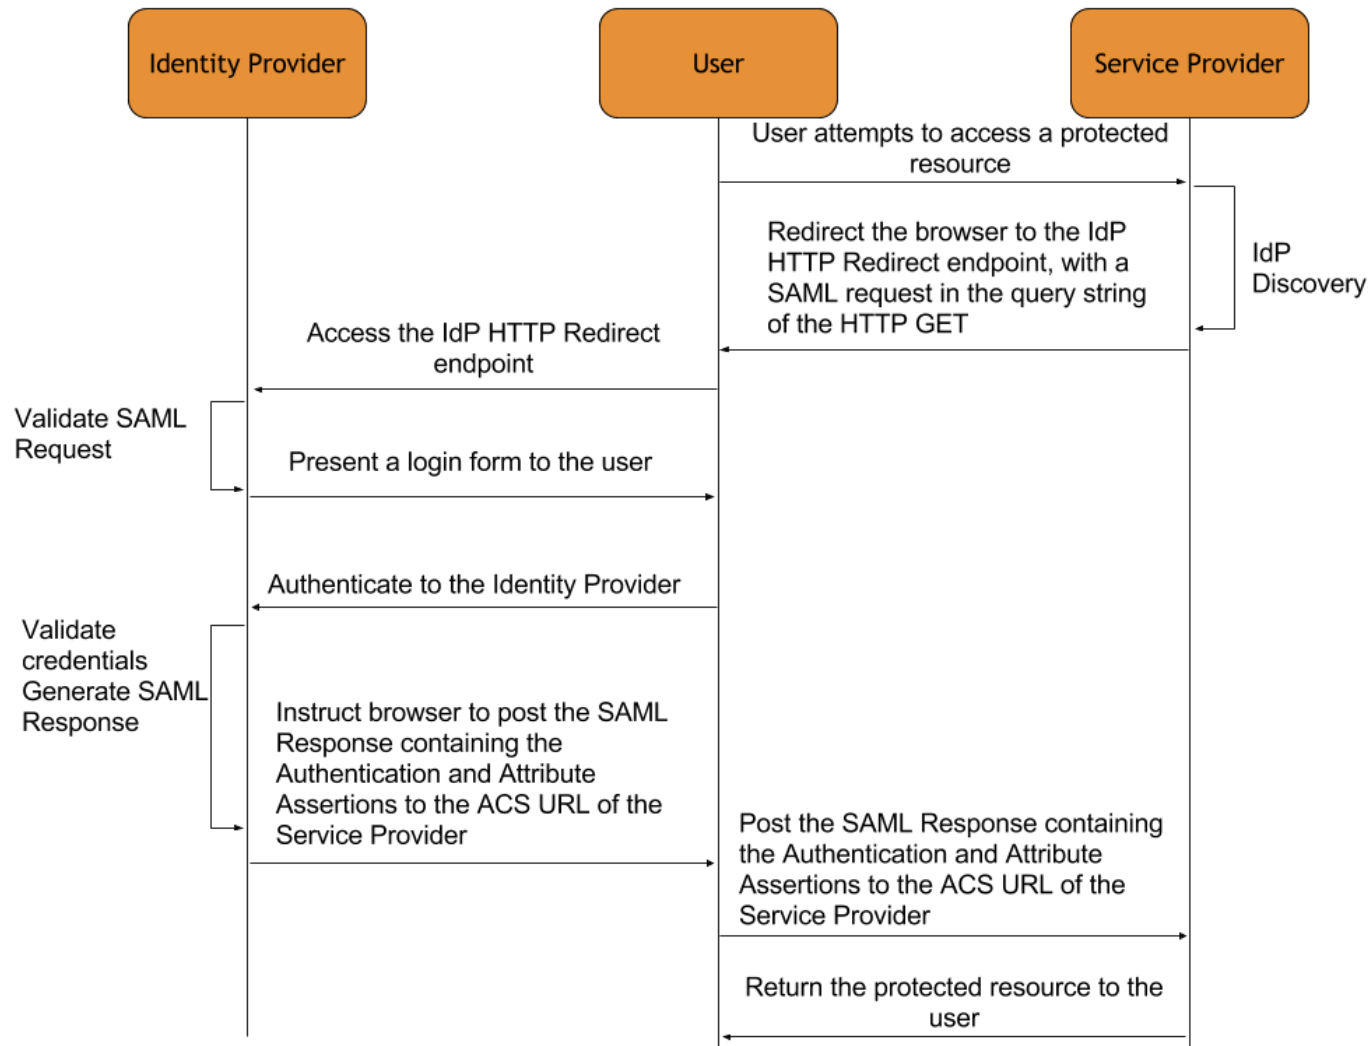 Identity Provider
User
Service Provider
User attempts to access a protected
resource
Redirect the browser to the IdP
HTTP Redirect endpoint, with a
SAML request in the query string
of the HTTP GET
IdP
Discovery
Access the IdP HTTP Redirect
endpoint
Validate SAML
Request
Present a login form to the user
Authenticate to the Identity Provider
Validate
credentials
Generate SAML
Response
Instruct browser to post the SAML
Response containing the
Authentication and Attribute
Assertions to the ACS URL of the
Service Provider
Post the SAML Response containing
the Authentication and Attribute
Assertions to the ACS URL of the
Service Provider
Return the protected resource to the
user